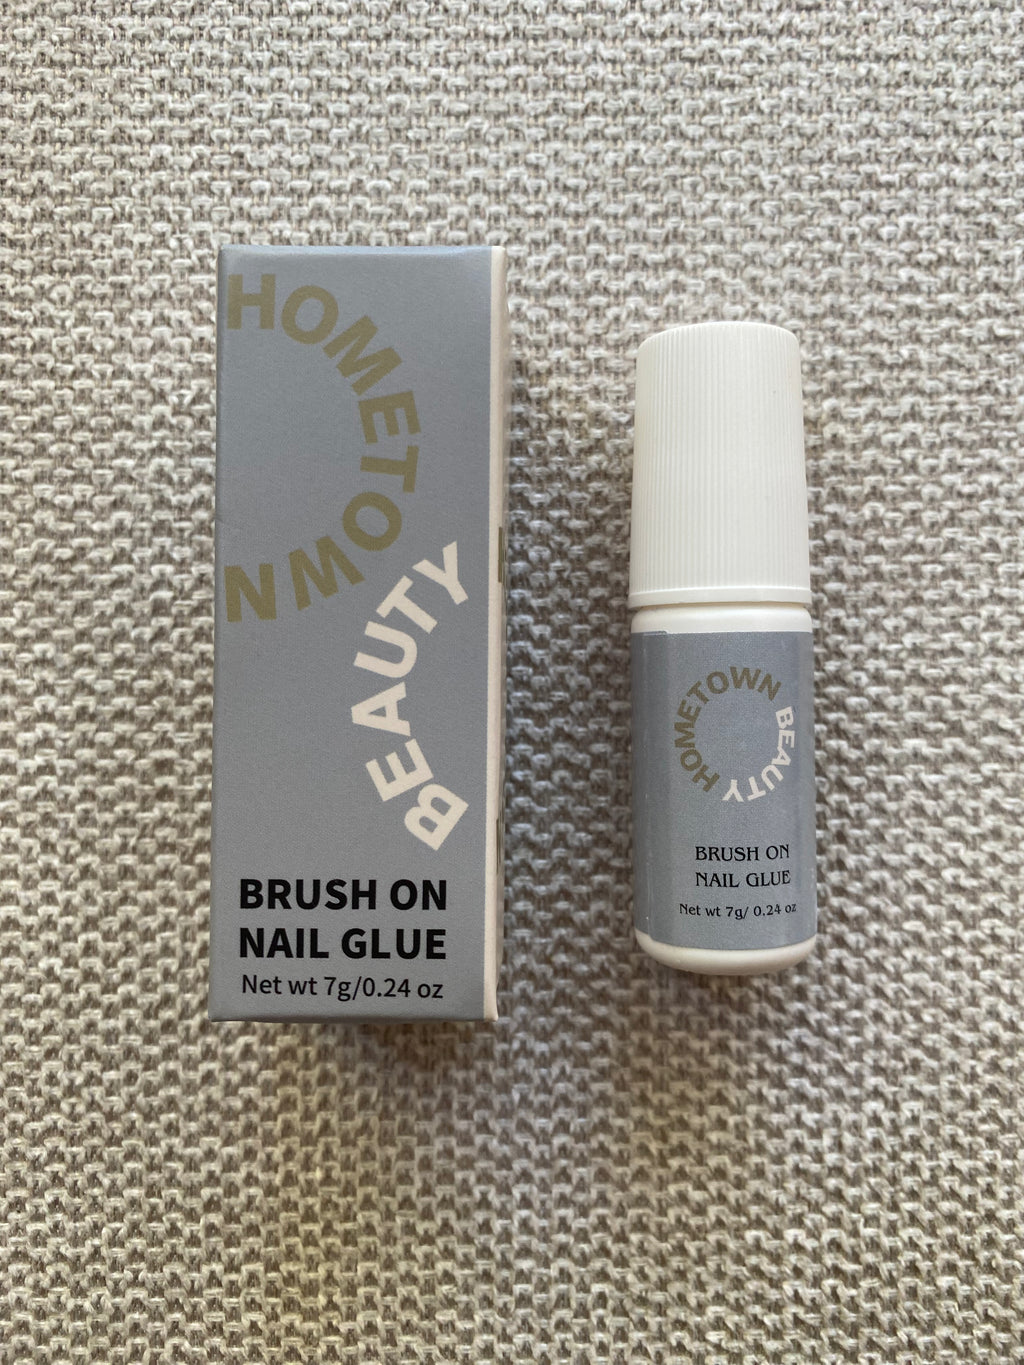 HOMETOWN
BEAUTY
BRUSH ON
NAIL GLUE
Net wt 7g/0.24 oz
HOMETOWN BEAUTY
BRUSH ON
NAIL GLUE
Net wt 7g/ 0.24 oz